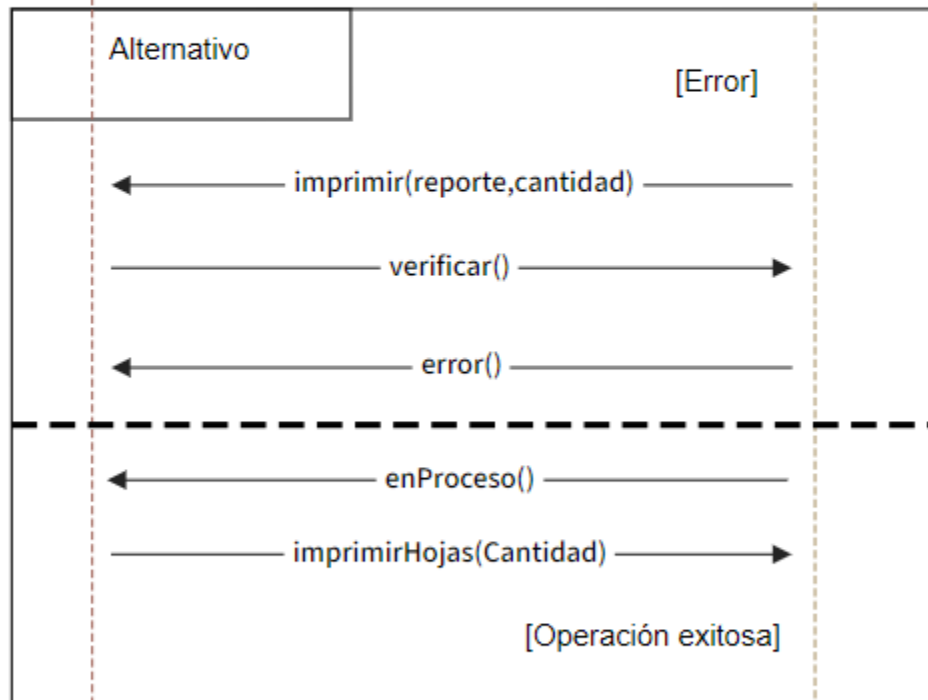 Alternativo
[Error]
imprimir(reporte,cantidad)
verificar()
error()
enProceso()
imprimirHojas(Cantidad)
[Operación exitosa]